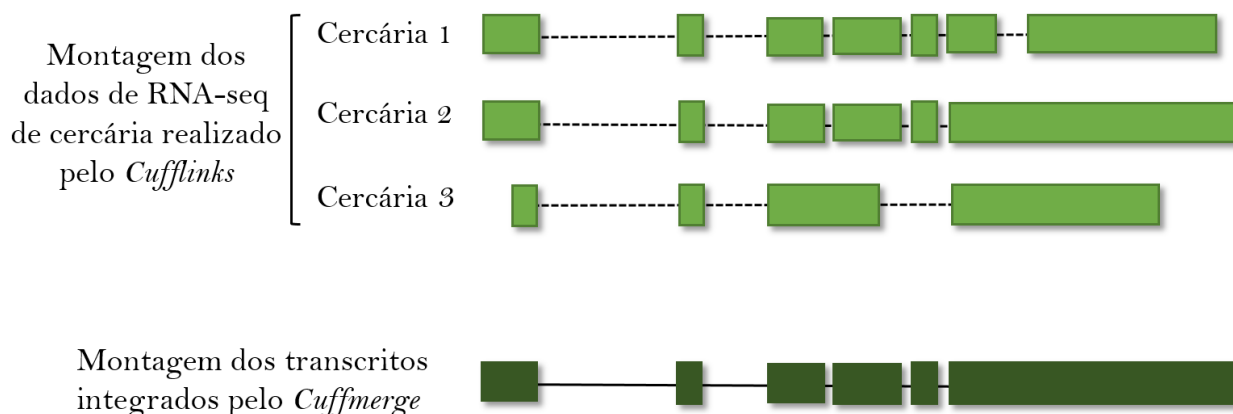 Montagem dos
dados de RNA-seq
de cercária realizado
pelo Cufflinks
Cercária 1
Cercária 2
Cercária 3
Montagem dos transcritos
integrados pelo Cuffmerge